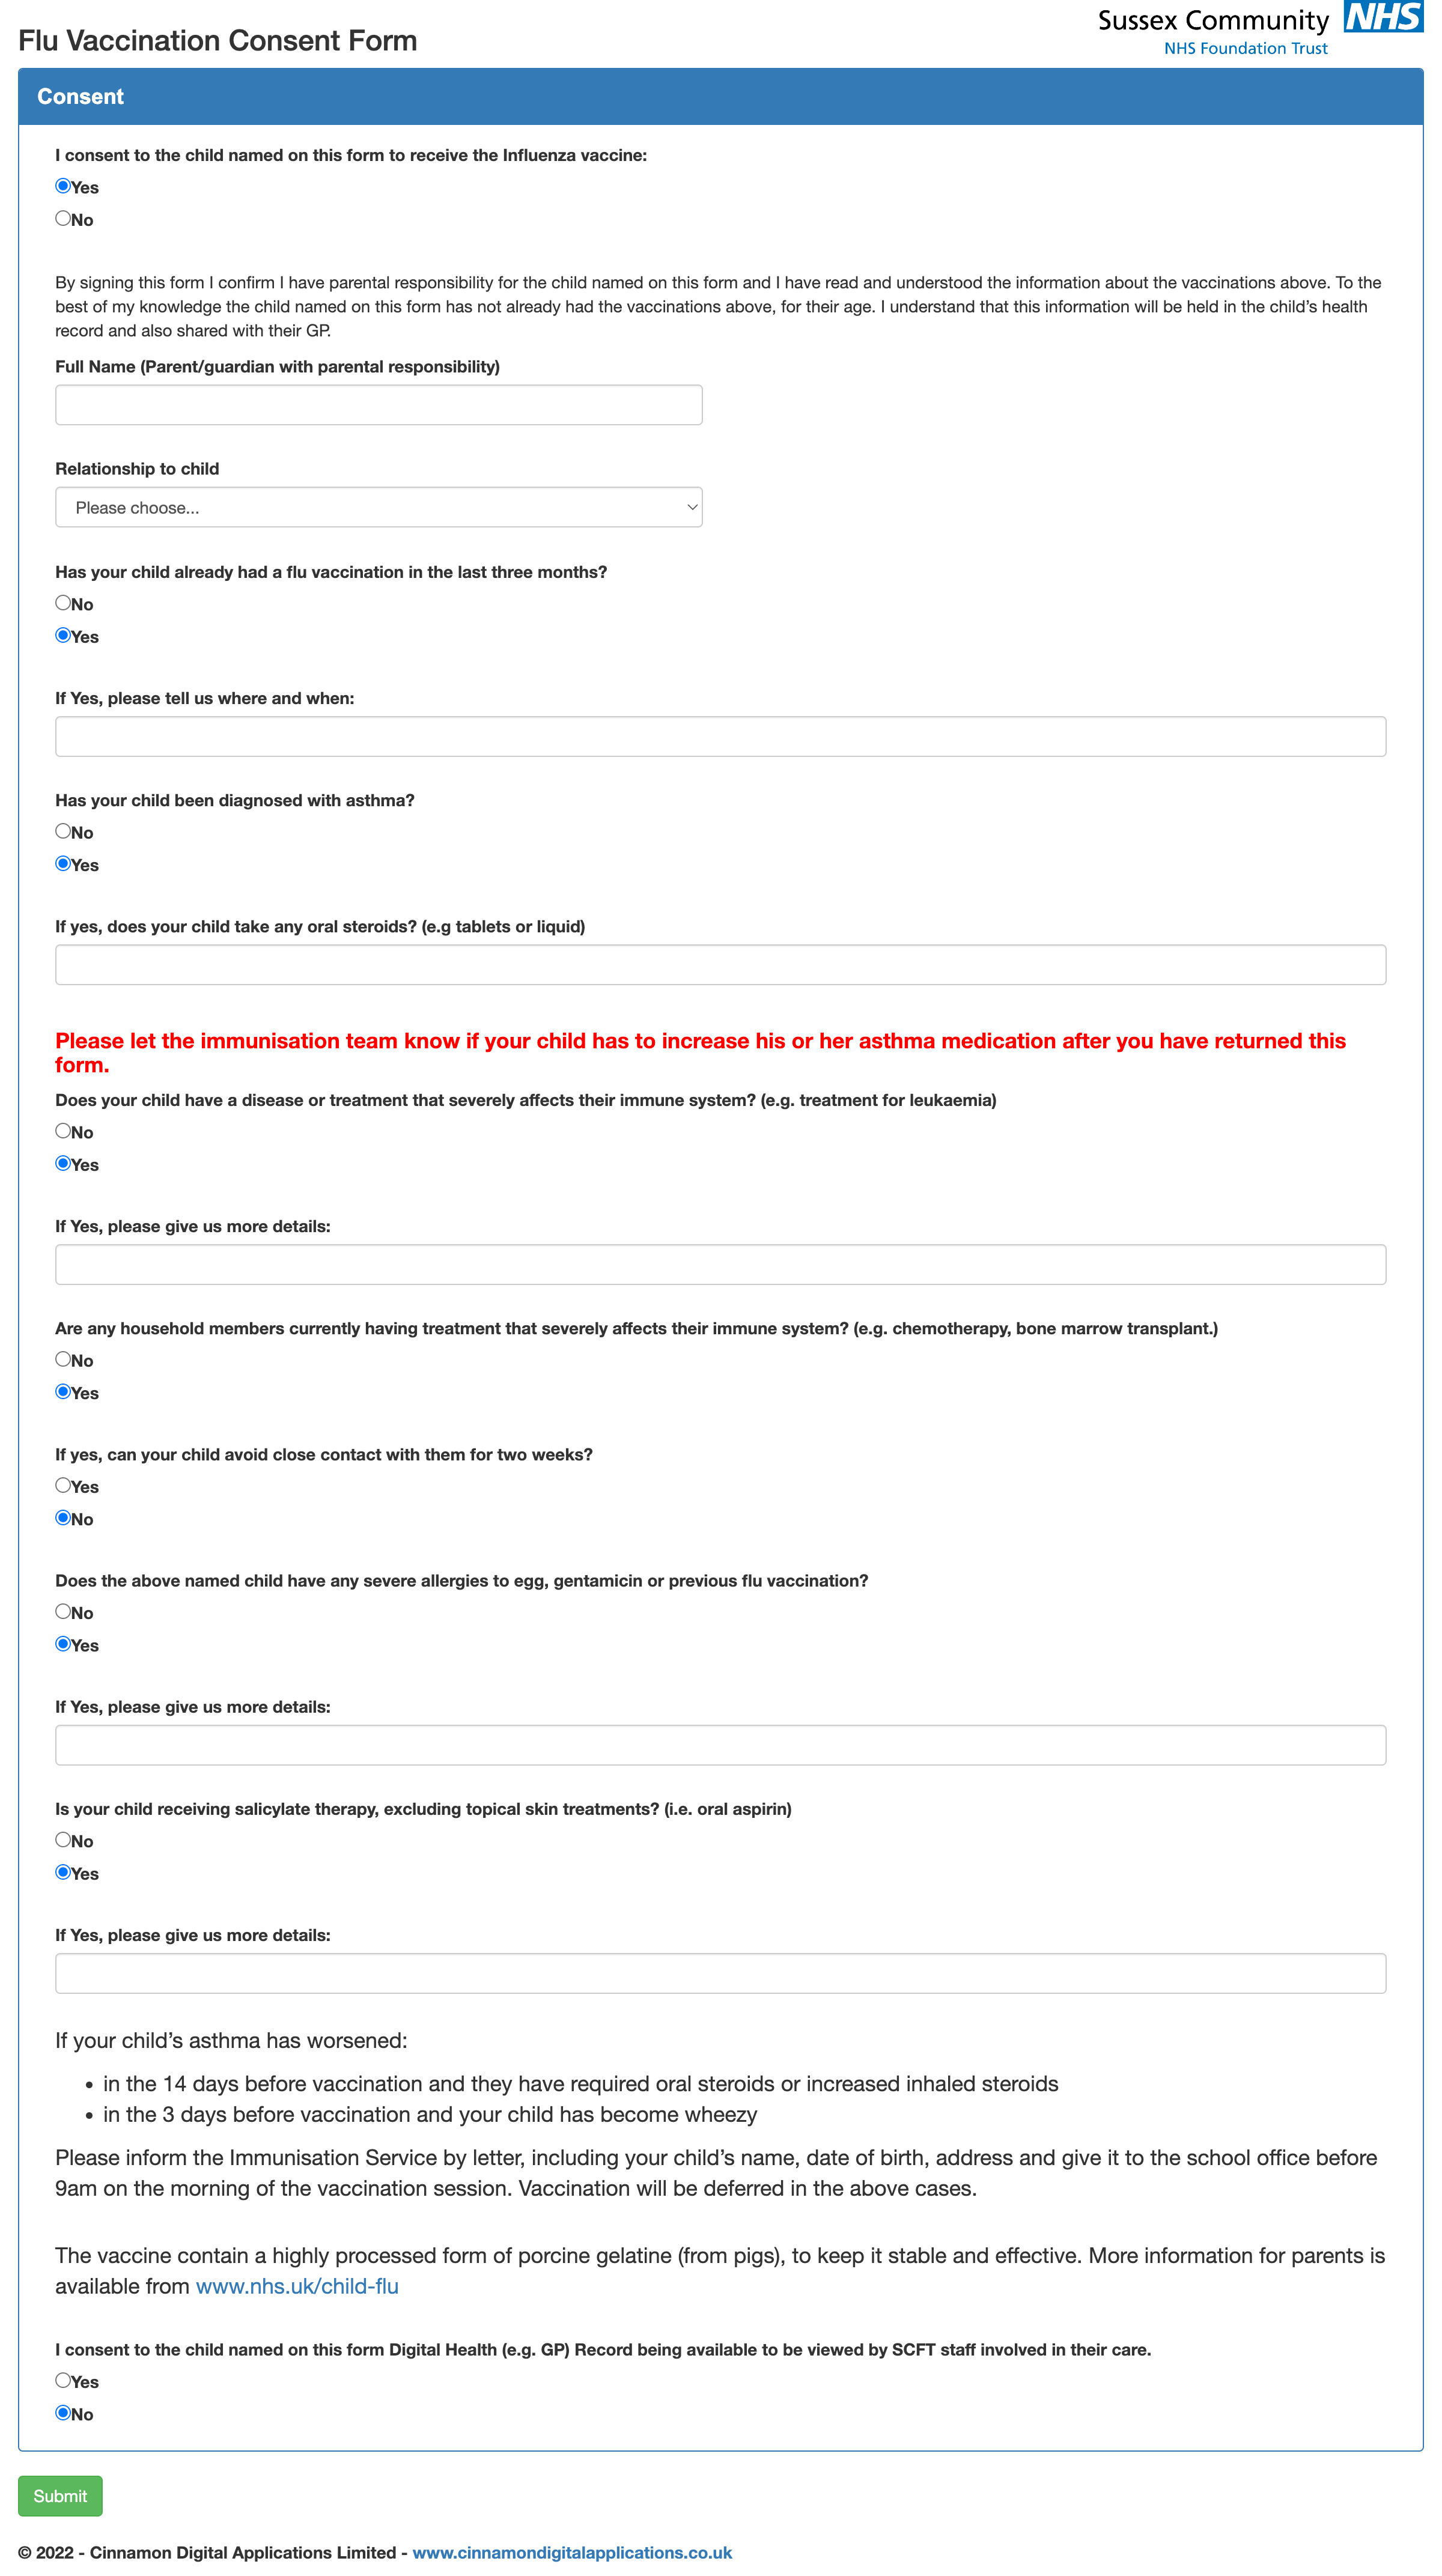 Flu Vaccination Consent Form
Sussex Community NHS
NHS Foundation Trust
Consent
I consent to the child named on this form to receive the Influenza vaccine:
Yes
No
By signing this form I confirm I have parental responsibility for the child named on this form and I have read and understood the information about the vaccinations above. To the
best of my knowledge the child named on this form has not already had the vaccinations above, for their age. I understand that this information will be held in the child's health
record and also shared with their GP.
Full Name (Parent/guardian with parental responsibility)
Relationship to child
Please choose...
Has your child already had a flu vaccination in the last three months?
No
Yes
If Yes, please tell us where and when:
Has your child been diagnosed with asthma?
No
Yes
If yes, does your child take any oral steroids? (e.g tablets or liquid)
Please let the immunisation team know if your child has to increase his or her asthma medication after you have returned this
form.
Does your child have a disease or treatment that severely affects their immune system? (e.g. treatment for leukaemia)
No
Yes
If Yes, please give us more details:
Are any household members currently having treatment that severely affects their immune system? (e.g. chemotherapy, bone marrow transplant.)
No
Yes
If yes, can your child avoid close contact with them for two weeks?
Yes
No
Does the above named child have any severe allergies to egg, gentamicin or previous flu vaccination?
No
Yes
If Yes, please give us more details:
Is your child receiving salicylate therapy, excluding topical skin treatments? (i.e. oral aspirin)
No
Yes
If Yes, please give us more details:
If your child's asthma has worsened:
• in the 14 days before vaccination and they have required oral steroids or increased inhaled steroids
• in the 3 days before vaccination and your child has become wheezy
Please inform the Immunisation Service by letter, including your child's name, date of birth, address and give it to the school office before
9am on the morning of the vaccination session. Vaccination will be deferred in the above cases.
The vaccine contain a highly processed form of porcine gelatine (from pigs), to keep it stable and effective. More information for parents is
available from www.nhs.uk/child-flu
I consent to the child named on this form Digital Health (e.g. GP) Record being available to be viewed by SCFT staff involved in their care.
Yes
No
Submit
© 2022 - Cinnamon Digital Applications Limited - www.cinnamondigitalapplications.co.uk